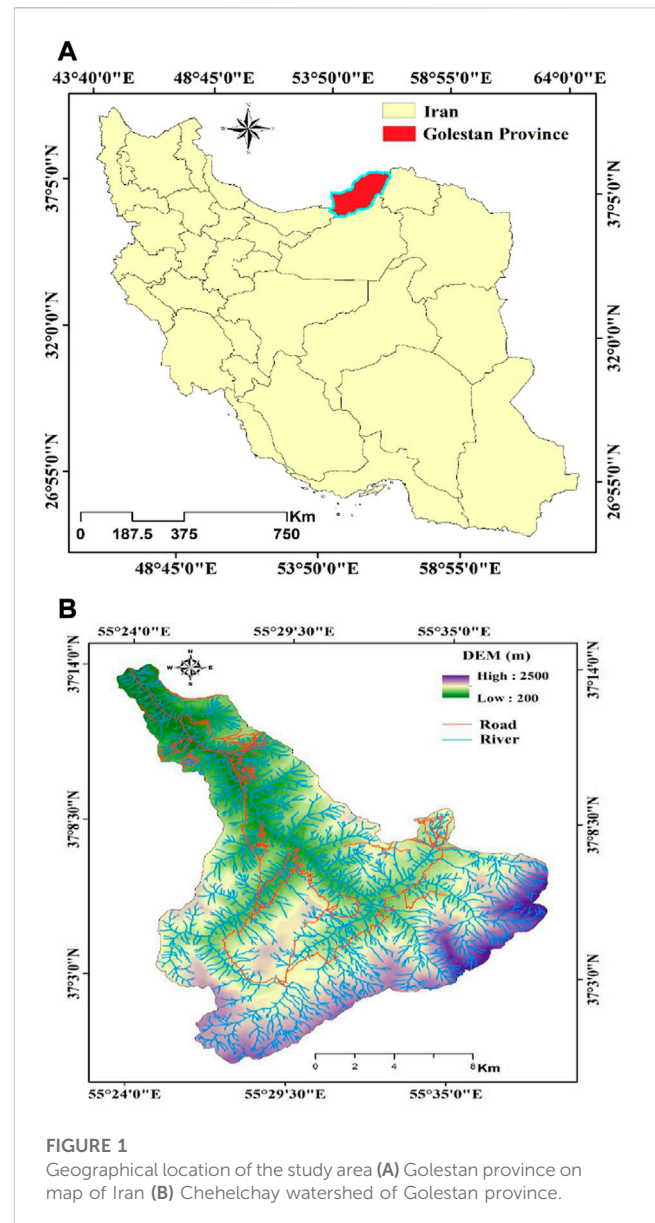 A
43°40'0"E 48°45'0"E 53°50'0"E 58°55'0"E 64°0'0"E
N
W E
S
Iran
Golestan Province
37°5'0"N 37°5'0"N
32°0'0"N 32°0'0"N
26°55'0"N 26°55'0"N
Km
0 187.5 375 750
48°45'0"E 53°50'0"E 58°55'0"E
B
55°24'0"E 55°29'30"E 55°35'0"E
N
W E
S
DEM (m)
High : 2500
Low : 200
Road
River
37°14'0"N 37°14'0"N
37°8'30"N 37°8'30"N
37°3'0"N 37°3'0"N
0 2 4 8
Km
55°24'0"E 55°29'30"E 55°35'0"E
FIGURE 1
Geographical location of the study area (A) Golestan province on
map of Iran (B) Chehelchay watershed of Golestan province.